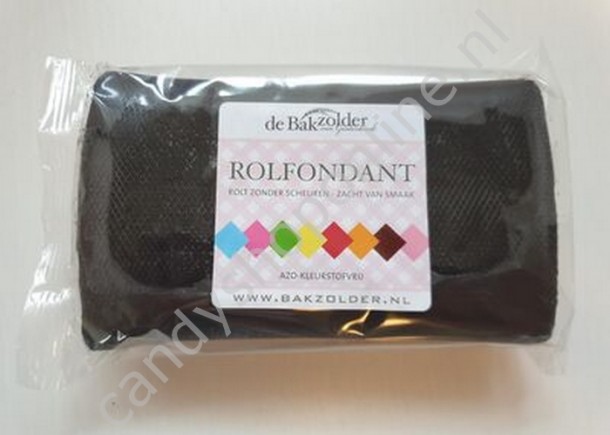 de Bakzolder
ROLFONDANT
ROLT ZONDER SCHEUREN - ZACHT VAN SMAAK
AZO-KLEURSTOFVRIJ
WWW.BAKZOLDER.NL